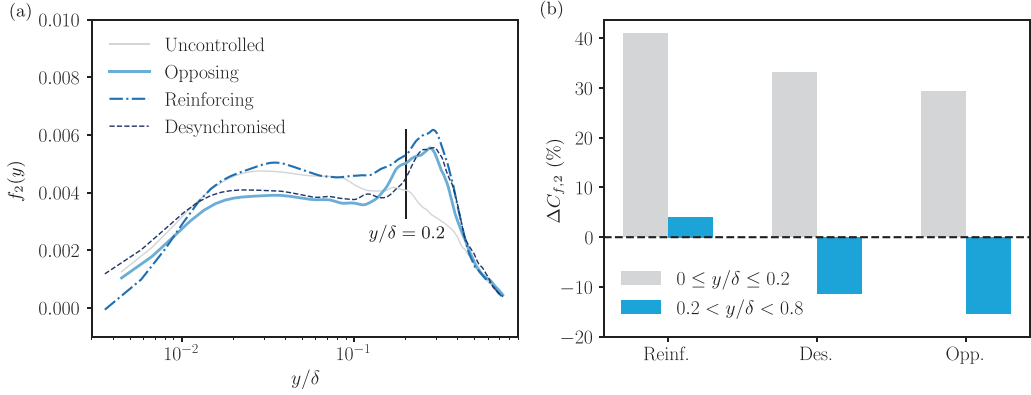 (a)
0.010
0.008
0.006
0.004
0.002
0.000
f₂(y)
Uncontrolled
Opposing
Reinforcing
Desynchronised
y/δ = 0.2
10⁻²
10⁻¹
y/δ
(b)
40
30
20
10
0
−10
−20
ΔC_{f,2} (%)
0 ≤ y/δ ≤ 0.2
0.2 < y/δ < 0.8
Reinf.
Des.
Opp.